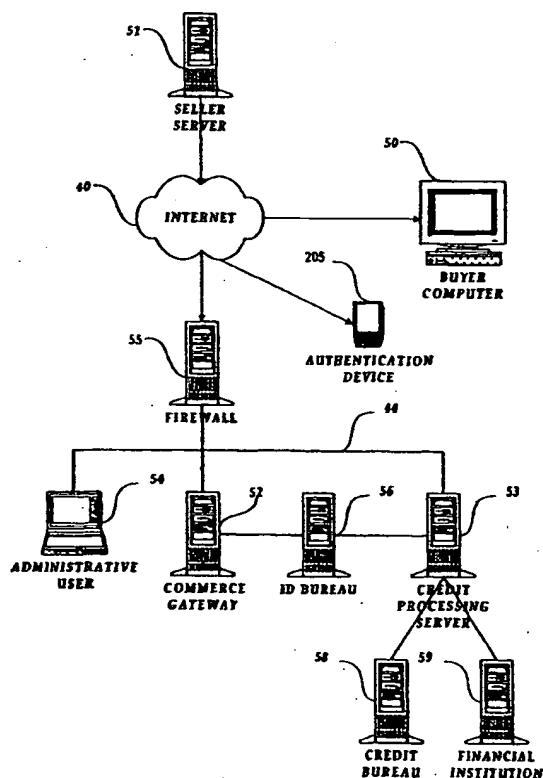 51
SELLER
SERVER
50
40
INTERNET
BUYER
COMPUTER
205
55
AUTHENTICATION
DEVICE
FIREWALL
44
54
52
56
53
ADMINISTRATIVE
USER
COMMERCE
GATEWAY
ID BUREAU
CREDIT
PROCESSING
SERVER
58
59
CREDIT
BUREAU
FINANCIAL
INSTITUTION